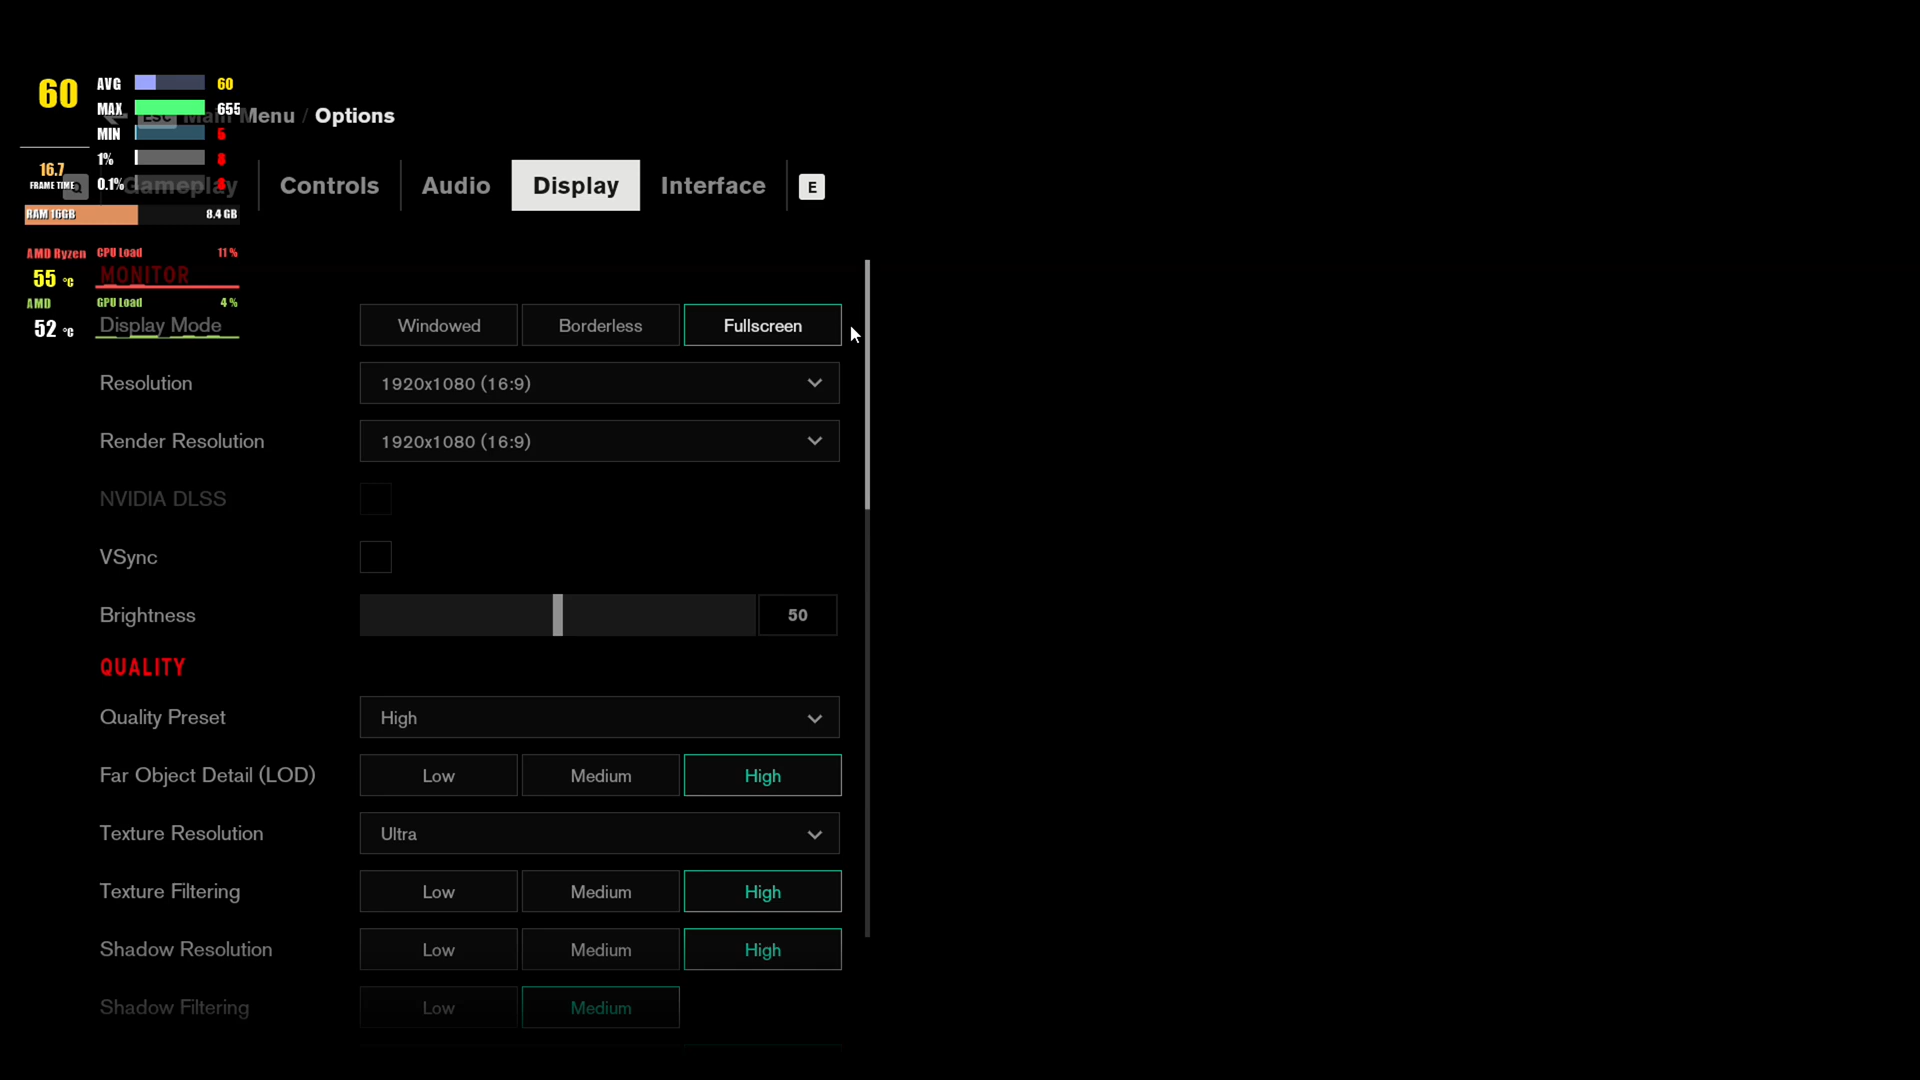 60
AVG 60
MAX 655
MIN 5
1% 8
0.1% 8
16.7
FRAME TIME
RAM 16GB 8.4 GB
AMD Ryzen CPU Load 11 %
55 °C
AMD GPU Load 4 %
52 °C
ESC Main Menu / Options
Q Gameplay Controls Audio Display Interface E
MONITOR
Display Mode Windowed Borderless Fullscreen
Resolution 1920x1080 (16:9)
Render Resolution 1920x1080 (16:9)
NVIDIA DLSS
VSync
Brightness 50
QUALITY
Quality Preset High
Far Object Detail (LOD) Low Medium High
Texture Resolution Ultra
Texture Filtering Low Medium High
Shadow Resolution Low Medium High
Shadow Filtering Low Medium